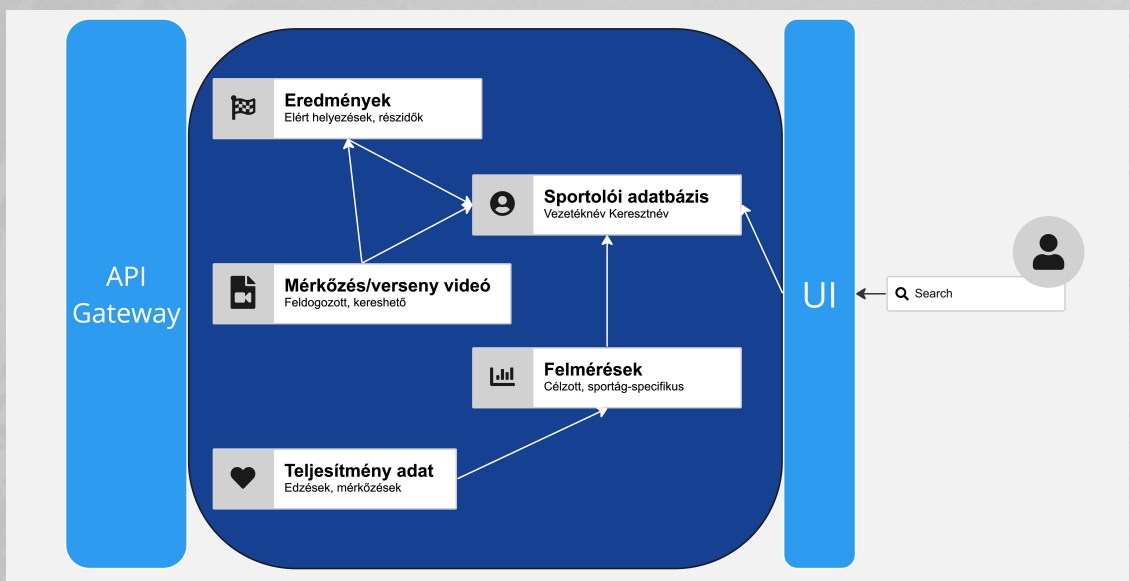 API
Gateway
Eredmények
Elért helyezések, részidők
Sportolói adatbázis
Vezetéknév Keresztnév
Mérkőzés/verseny videó
Feldogozott, kereshető
Felmérések
Célzott, sportág-specifikus
Teljesítmény adat
Edzések, mérkőzések
UI
Search